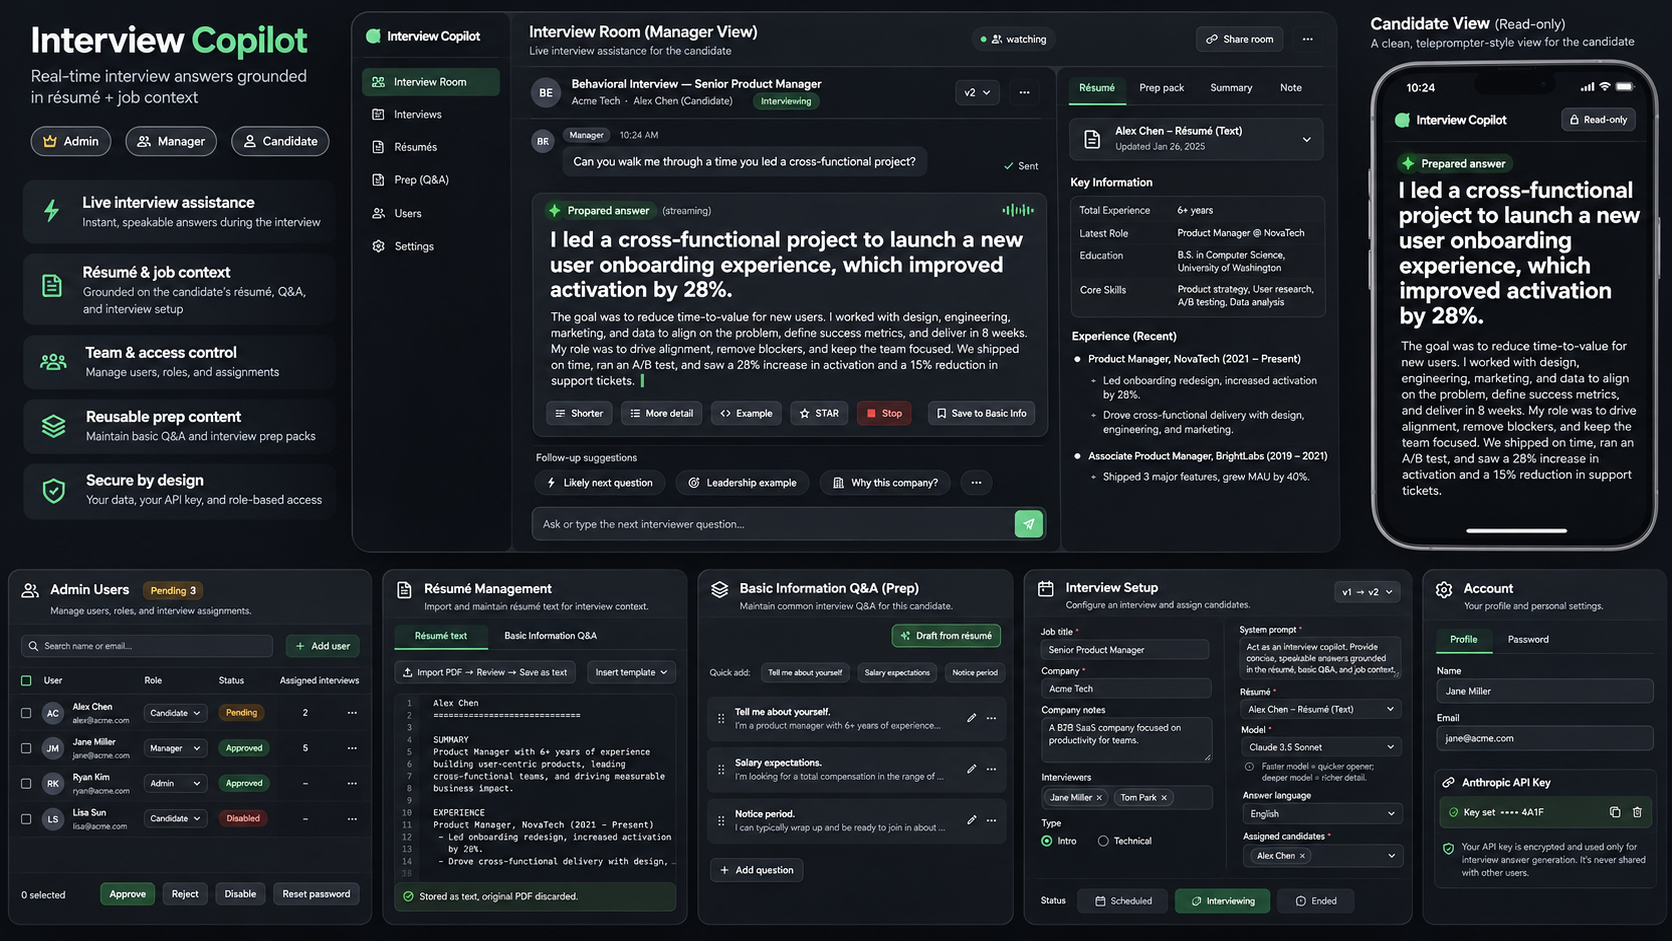 Interview Copilot
Real-time interview answers grounded
in résumé + job context
Admin
Manager
Candidate
Live interview assistance
Instant, speakable answers during the interview
Résumé & job context
Grounded on the candidate's résumé, Q&A,
and interview setup
Team & access control
Manage users, roles, and assignments
Reusable prep content
Maintain basic Q&A and interview prep packs
Secure by design
Your data, your API key, and role-based access
Interview Copilot
Interview Room
Interviews
Résumés
Prep (Q&A)
Users
Settings
Interview Room (Manager View)
Live interview assistance for the candidate
watching
Share room
BE
Behavioral Interview — Senior Product Manager
Acme Tech · Alex Chen (Candidate)
Interviewing
v2
BE
Manager
10:24 AM
Can you walk me through a time you led a cross-functional project?
Sent
Prepared answer (streaming)
I led a cross-functional project to launch a new
user onboarding experience, which improved
activation by 28%.
The goal was to reduce time-to-value for new users. I worked with design, engineering,
marketing, and data to align on the problem, define success metrics, and deliver in 8 weeks.
My role was to drive alignment, remove blockers, and keep the team focused. We shipped
on time, ran an A/B test, and saw a 28% increase in activation and a 15% reduction in
support tickets.
Shorter
More detail
Example
STAR
Stop
Save to Basic Info
Follow-up suggestions
Likely next question
Leadership example
Why this company?
Ask or type the next interviewer question...
Résumé
Prep pack
Summary
Note
Alex Chen – Résumé (Text)
Updated Jan 26, 2025
Key Information
Total Experience 6+ years
Latest Role Product Manager @ NovaTech
Education B.S. in Computer Science,
University of Washington
Core Skills Product strategy, User research,
A/B testing, Data analysis
Experience (Recent)
Product Manager, NovaTech (2021 – Present)
Led onboarding redesign, increased activation
by 28%.
Drove cross-functional delivery with design,
engineering, and marketing.
Associate Product Manager, BrightLabs (2019 – 2021)
Shipped 3 major features, grew MAU by 40%.
Candidate View (Read-only)
A clean, teleprompter-style view for the candidate
10:24
Interview Copilot
Read-only
Prepared answer
I led a cross-functional
project to launch a new
user onboarding
experience, which
improved activation
by 28%.
The goal was to reduce time-to-value for
new users. I worked with design,
engineering, marketing, and data to align
on the problem, define success metrics,
and deliver in 8 weeks. My role was to drive
alignment, remove blockers, and keep the
team focused. We shipped on time, ran an
A/B test, and saw a 28% increase in
activation and a 15% reduction in support
tickets.
Admin Users
Pending 3
Manage users, roles, and interview assignments.
Search name or email...
+ Add user
User Role Status Assigned interviews
AC Alex Chen Candidate Pending 2
alex@acme.com
JM Jane Miller Manager Approved 5
jane@acme.com
RK Ryan Kim Admin Approved –
ryan@acme.com
LS Lisa Sun Candidate Disabled –
lisa@acme.com
0 selected
Approve
Reject
Disable
Reset password
Résumé Management
Import and maintain résumé text for interview context.
Résumé text
Basic Information Q&A
Import PDF → Review → Save as text
Insert template
1 Alex Chen
2 ============================
3
4 SUMMARY
5 Product Manager with 6+ years of experience
6 building user-centric products, leading
7 cross-functional teams, and driving measurable
8 business impact.
9
10 EXPERIENCE
11 Product Manager, NovaTech (2021 – Present)
12 – Led onboarding redesign, increased activation
13 by 28%.
14 – Drove cross-functional delivery with design, …
Stored as text, original PDF discarded.
Basic Information Q&A (Prep)
Maintain common interview Q&A for this candidate.
Draft from résumé
Quick add:
Tell me about yourself
Salary expectations
Notice period
Tell me about yourself.
I'm a product manager with 6+ years of experience...
Salary expectations.
I'm looking for a total compensation in the range of ...
Notice period.
I can typically wrap up and be ready to join in about ...
+ Add question
Interview Setup
Configure an interview and assign candidates.
v1 → v2
Job title *
Senior Product Manager
Company *
Acme Tech
Company notes
A B2B SaaS company focused on
productivity for teams.
Interviewers
Jane Miller ×
Tom Park ×
Type
Intro
Technical
System prompt *
Act as an interview copilot. Provide
concise, speakable answers grounded
in the résumé, basic Q&A, and job context.
Résumé *
Alex Chen – Résumé (Text)
Model *
Claude 3.5 Sonnet
Faster model = quicker opener;
deeper model = richer detail.
Answer language
English
Assigned candidates *
Alex Chen ×
Status
Scheduled
Interviewing
Ended
Account
Your profile and personal settings.
Profile
Password
Name
Jane Miller
Email
jane@acme.com
Anthropic API Key
Key set •••• 4A1F
Your API key is encrypted and used only for
interview answer generation. It's never shared
with other users.